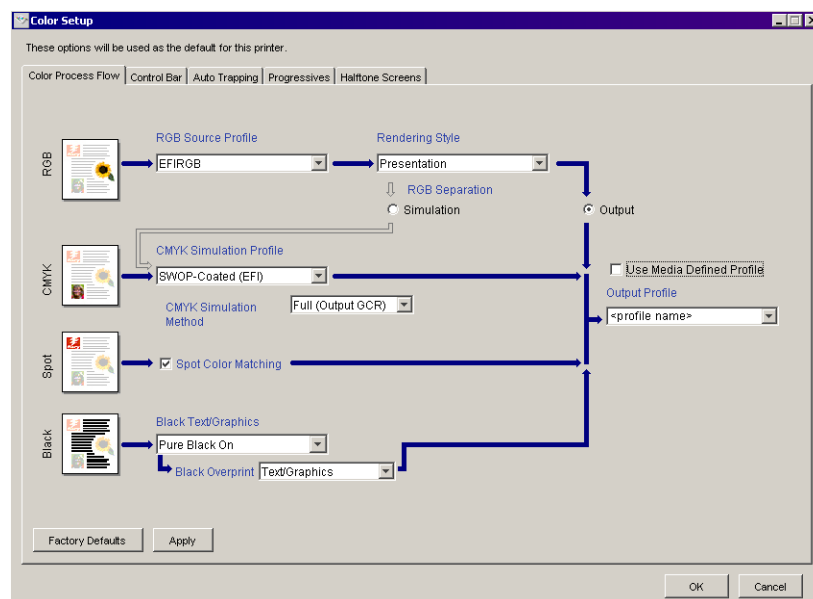 Color Setup
These options will be used as the default for this printer.
Color Process Flow
Control Bar
Auto Trapping
Progressives
Halftone Screens
RGB
RGB Source Profile
EFIRGB
Rendering Style
Presentation
RGB Separation
Simulation
Output
CMYK
CMYK Simulation Profile
SWOP-Coated (EFI)
Use Media Defined Profile
Output Profile
<profile name>
CMYK Simulation
Method
Full (Output GCR)
Spot
Spot Color Matching
Black
Black Text/Graphics
Pure Black On
Black Overprint
Text/Graphics
Factory Defaults
Apply
OK
Cancel